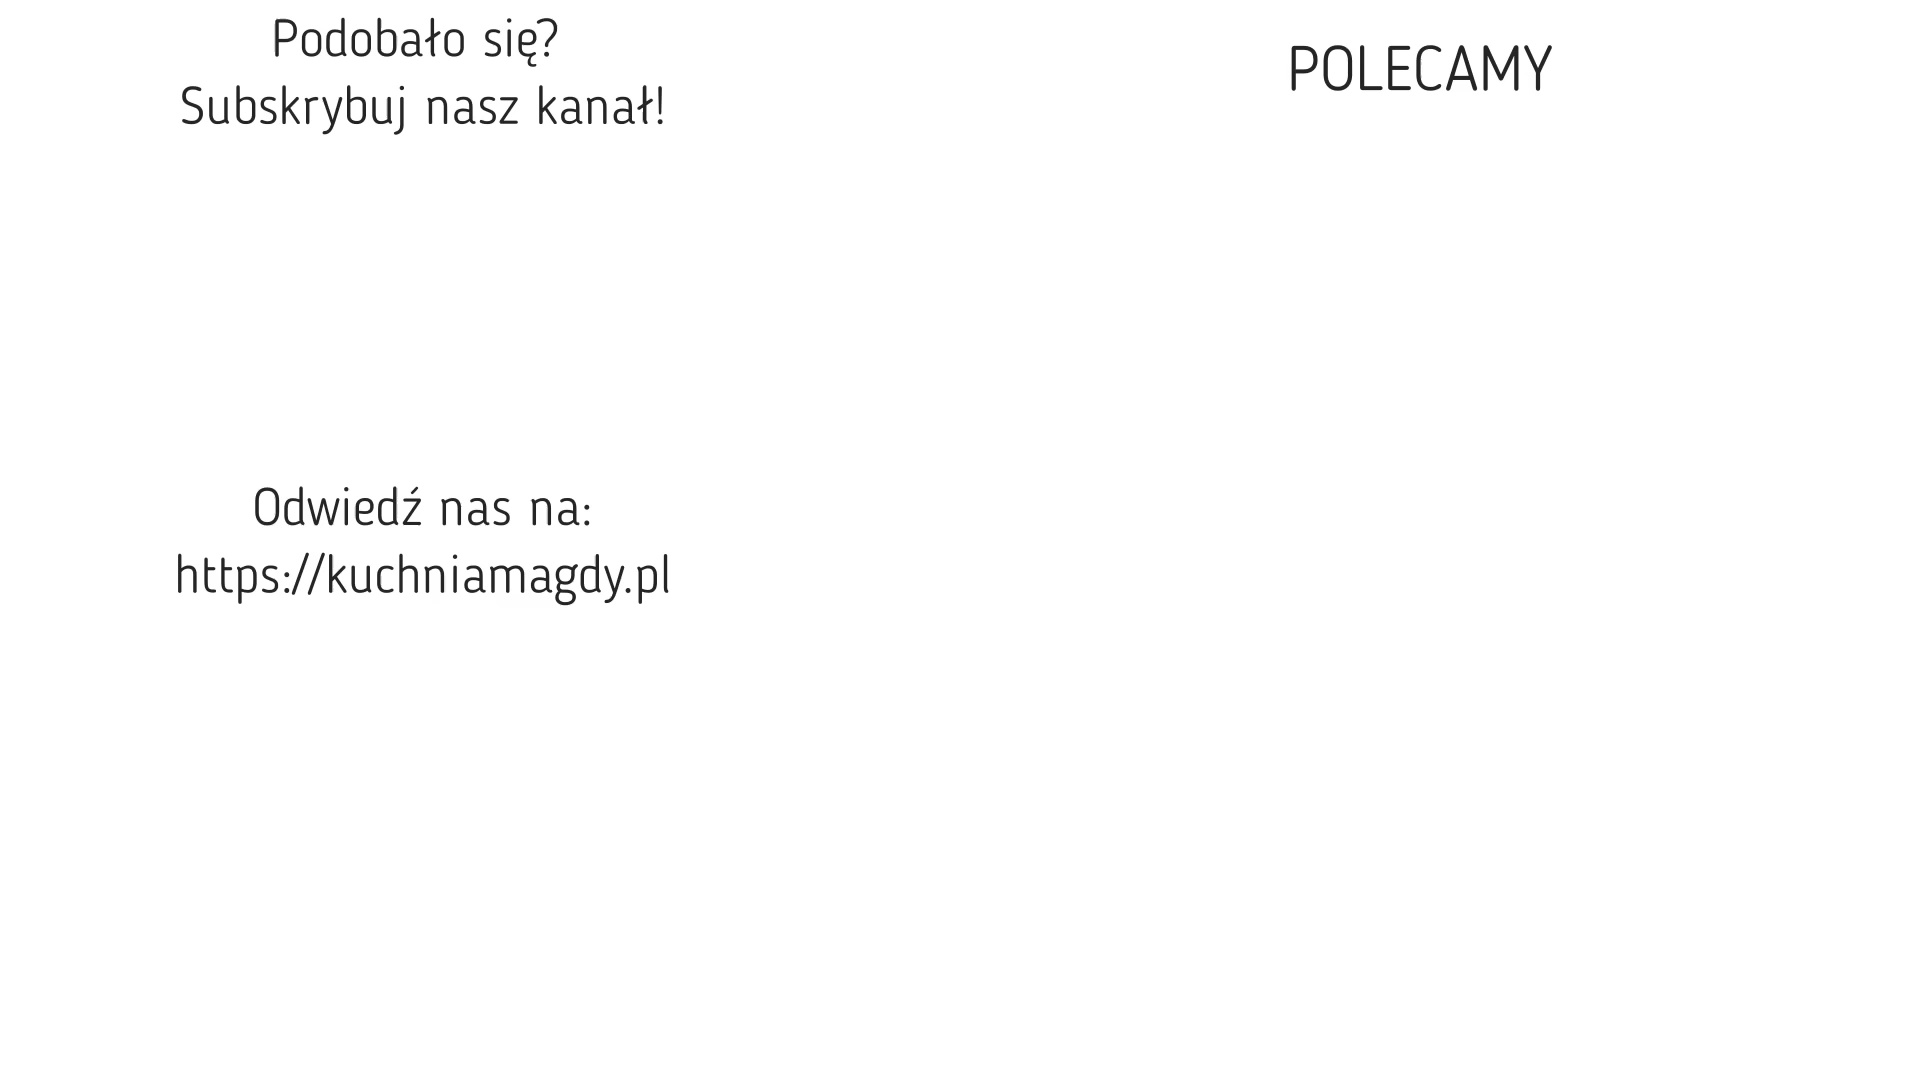 Podobało się?
Subskrybuj nasz kanał!
POLECAMY
Odwiedź nas na:
https://kuchniamagdy.pl